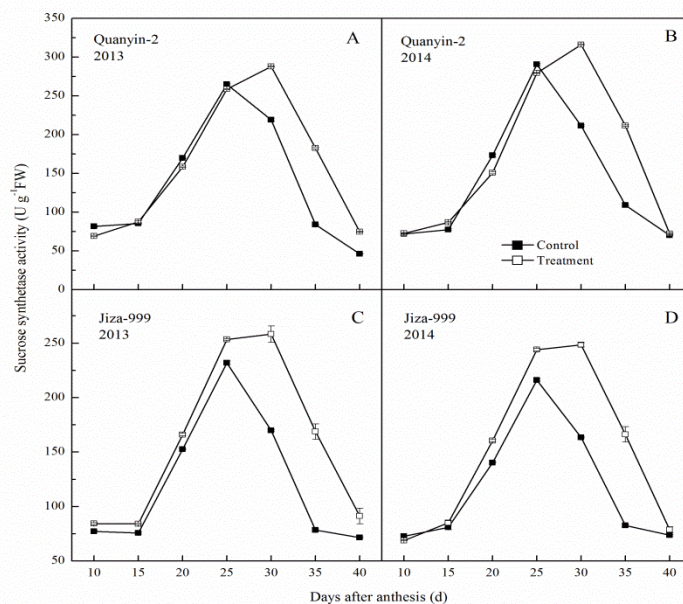 Quanyin-2
2013
A
Quanyin-2
2014
B
350
300
250
200
150
100
50
0
Control
Treatment
Sucrose synthetase activity (U g-1FW)
Jiza-999
2013
C
Jiza-999
2014
D
250
200
150
100
50
10 15 20 25 30 35 40 10 15 20 25 30 35 40
Days after anthesis (d)